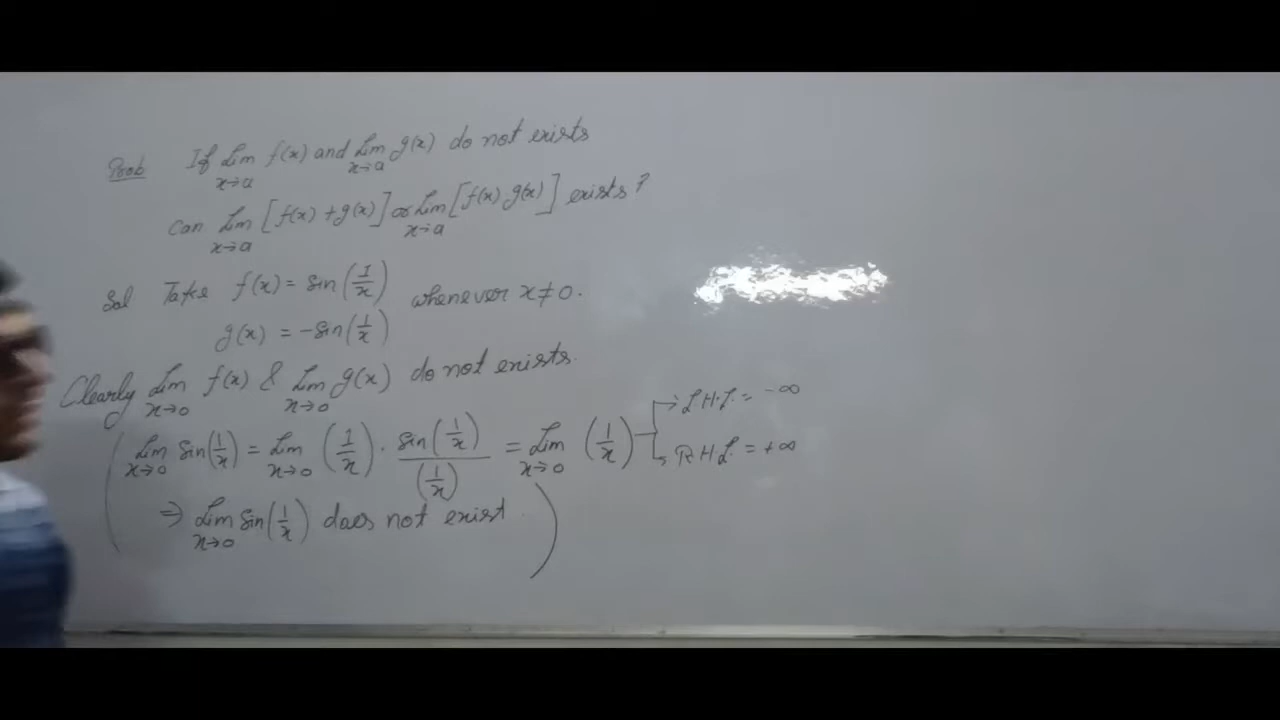 Prob If Lim x→a f(x) and Lim x→a g(x) do not exists
can Lim x→a [f(x) + g(x)] or Lim x→a [f(x) g(x)] exists?
Sol Take f(x) = sin(1/x) whenever x≠0.
g(x) = -sin(1/x)
Clearly Lim x→0 f(x) & Lim x→0 g(x) do not exists.
(Lim x→0 sin(1/x) = Lim x→0 (1/x) · sin(1/x)/(1/x) = Lim x→0 (1/x) → L.H.L. = -∞
→ R.H.L. = +∞
⇒ Lim x→0 sin(1/x) does not exist.)